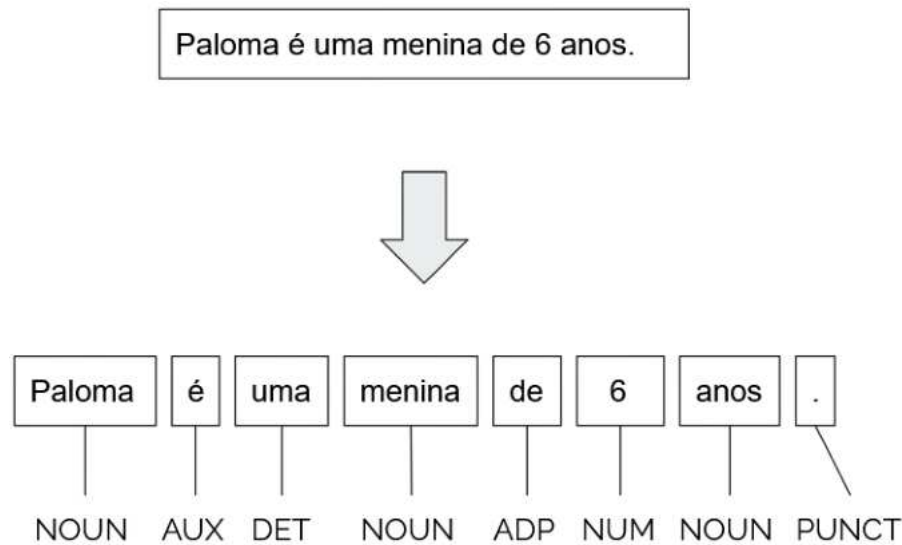 Paloma é uma menina de 6 anos.
Paloma é uma menina de 6 anos .
NOUN AUX DET NOUN ADP NUM NOUN PUNCT